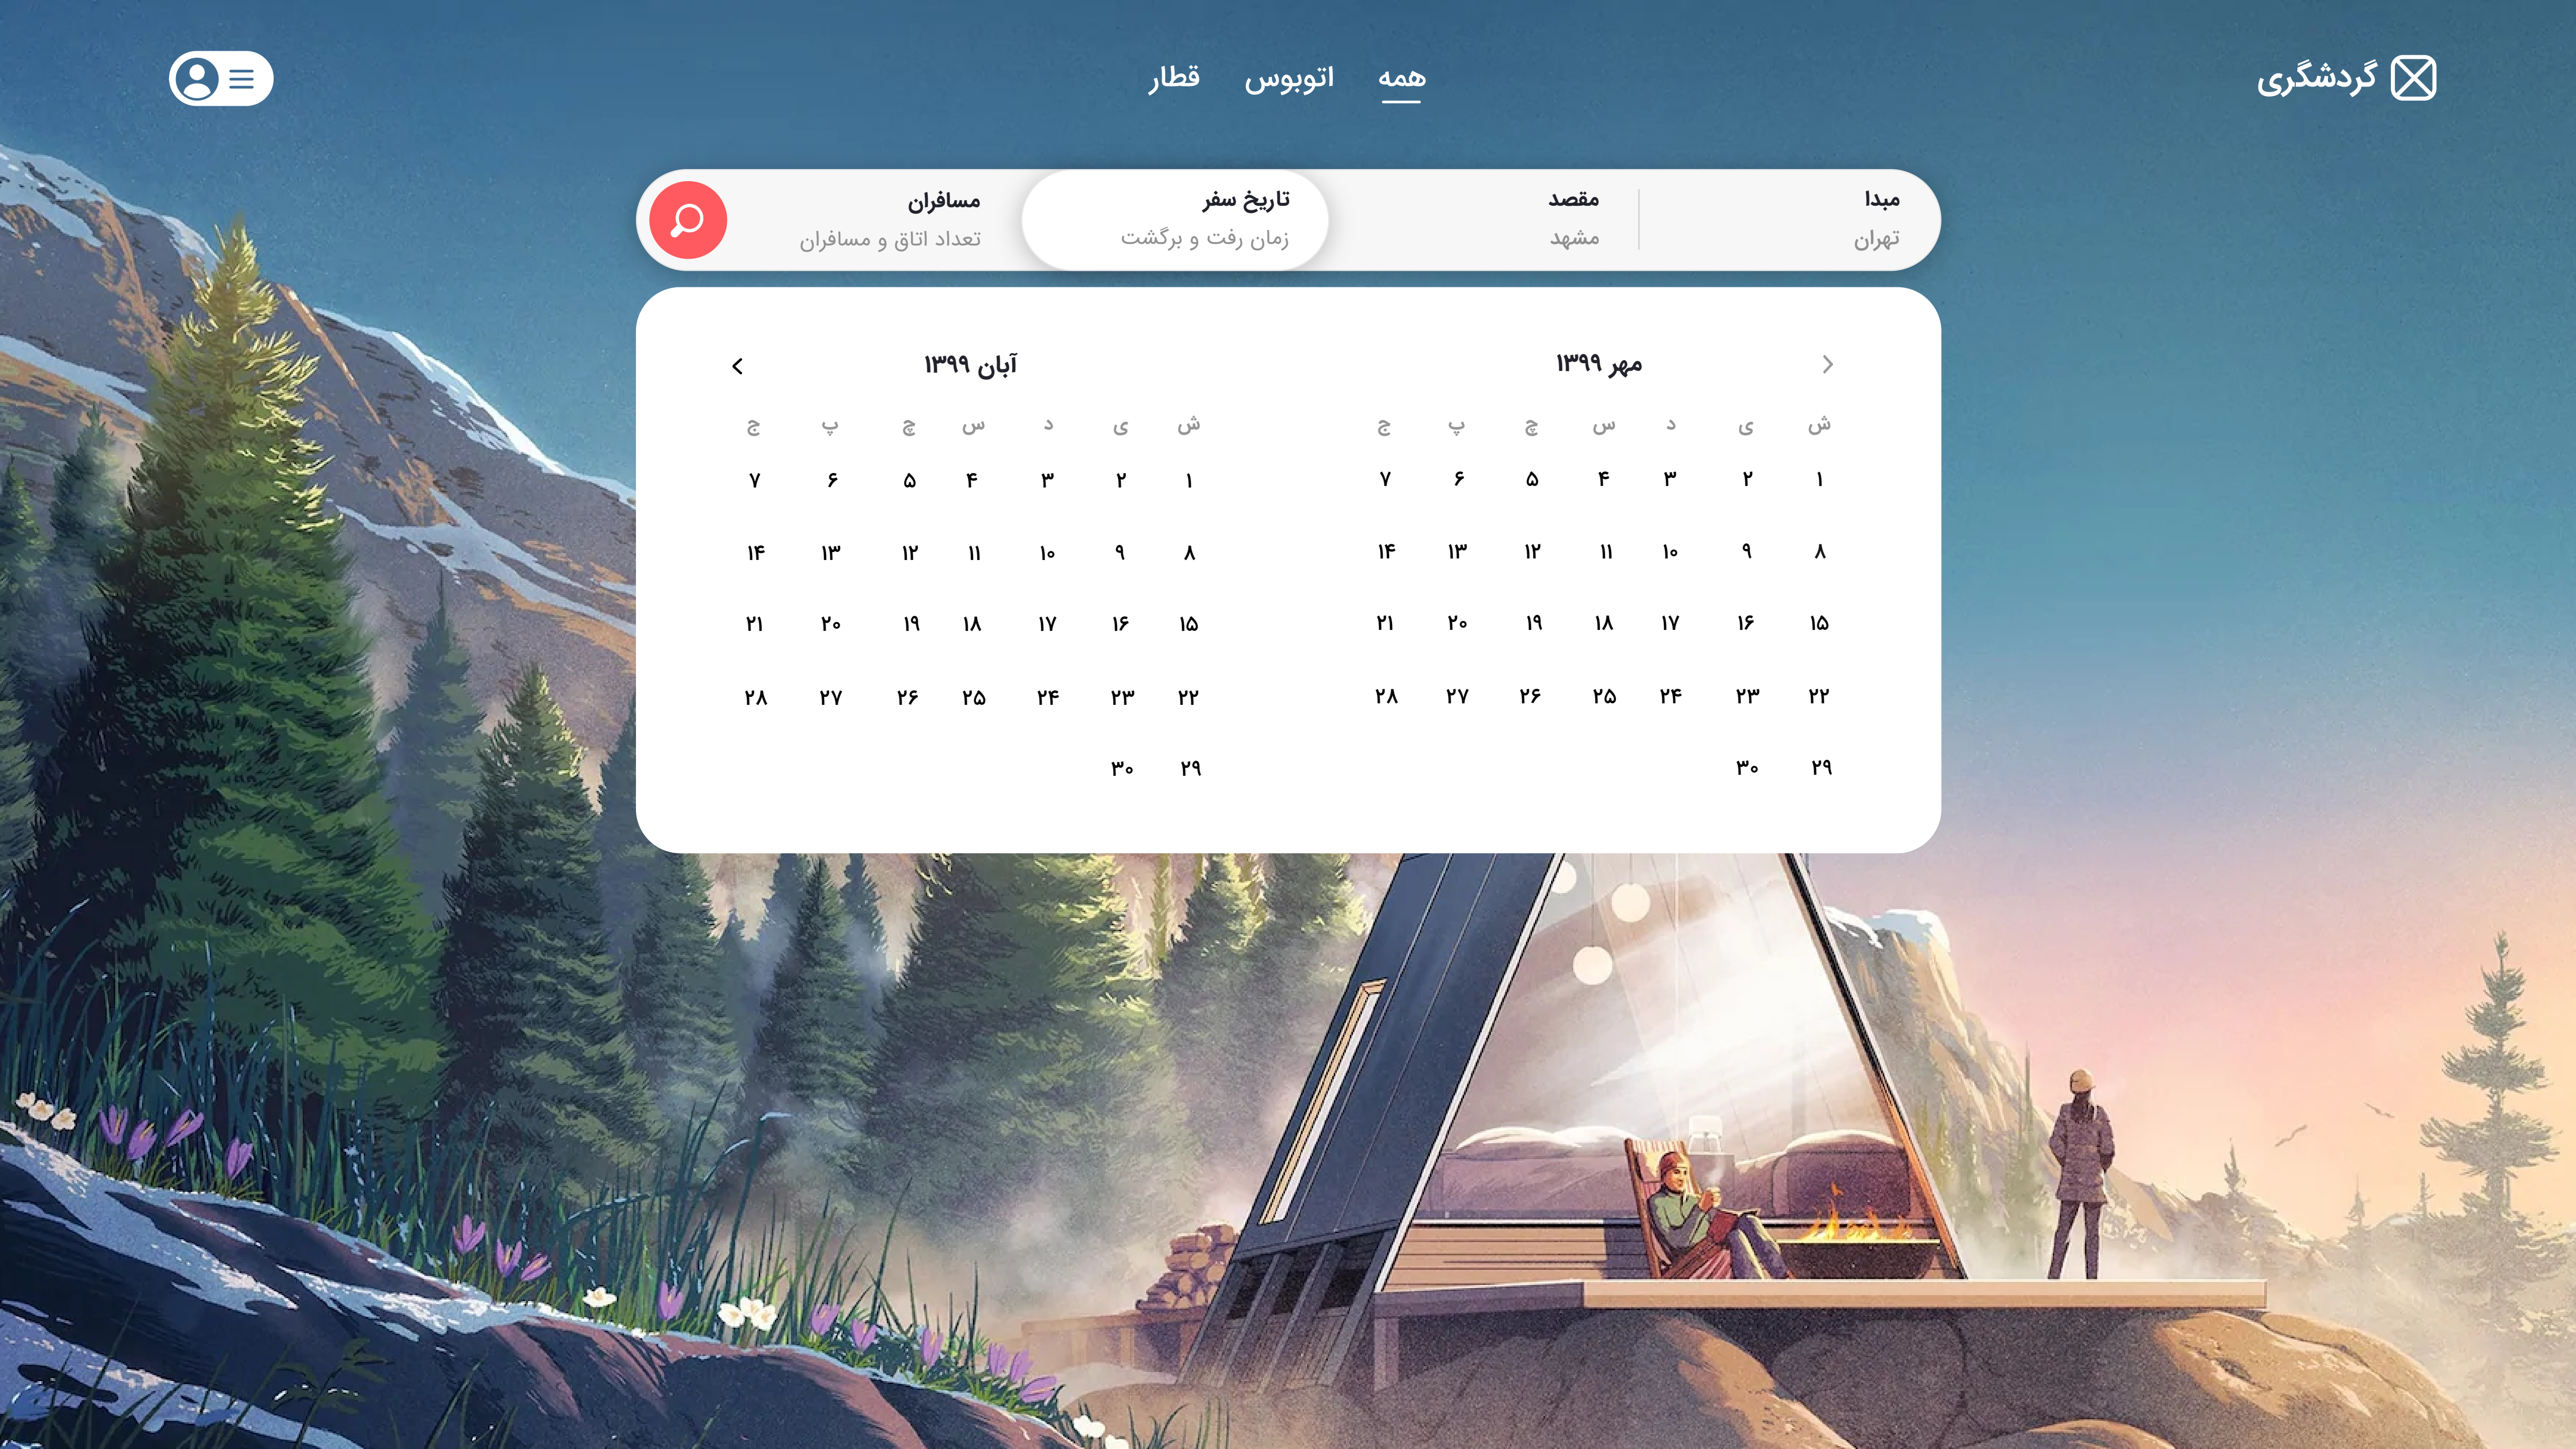 گردشگری
همه اتوبوس قطار
مبدا
تهران
مقصد
مشهد
تاریخ سفر
زمان رفت و برگشت
مسافران
تعداد اتاق و مسافران
مهر ۱۳۹۹
ش ی د س چ پ ج
۱ ۲ ۳ ۴ ۵ ۶ ۷
۸ ۹ ۱۰ ۱۱ ۱۲ ۱۳ ۱۴
۱۵ ۱۶ ۱۷ ۱۸ ۱۹ ۲۰ ۲۱
۲۲ ۲۳ ۲۴ ۲۵ ۲۶ ۲۷ ۲۸
۲۹ ۳۰
آبان ۱۳۹۹
ش ی د س چ پ ج
۱ ۲ ۳ ۴ ۵ ۶ ۷
۸ ۹ ۱۰ ۱۱ ۱۲ ۱۳ ۱۴
۱۵ ۱۶ ۱۷ ۱۸ ۱۹ ۲۰ ۲۱
۲۲ ۲۳ ۲۴ ۲۵ ۲۶ ۲۷ ۲۸
۲۹ ۳۰